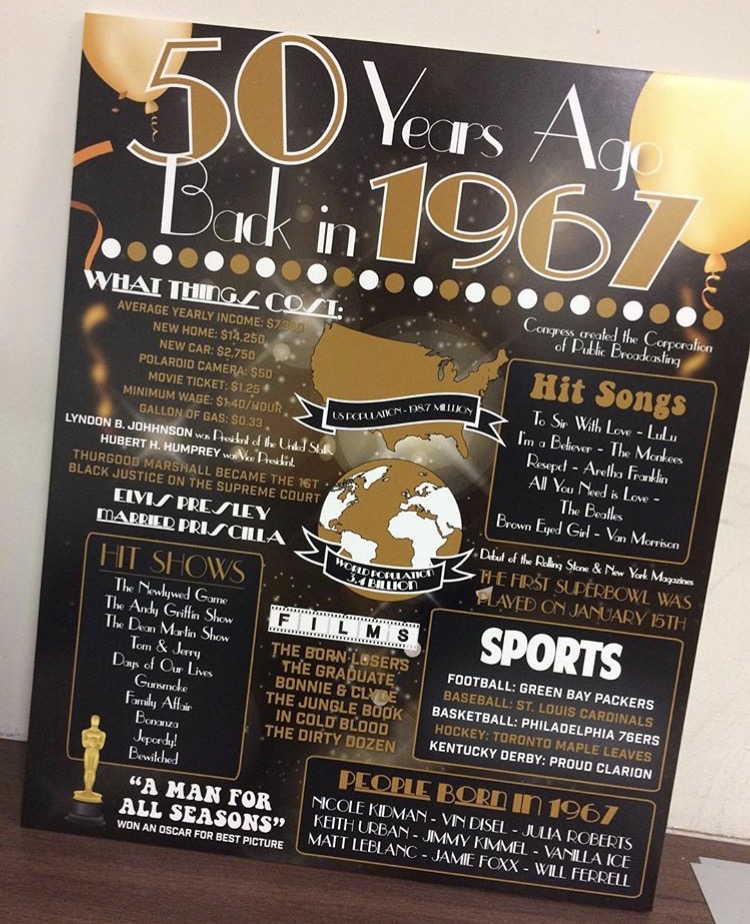 50 Years Ago
Back in 1967
WHAT THINGS COST:
AVERAGE YEARLY INCOME:
NEW HOME: $14,250
NEW CAR: $2,750
POLAROID CAMERA: $50
MOVIE TICKET: $1.25
MINIMUM WAGE: $1.40/HOUR
GALLON OF GAS: $0.33
LYNDON B. JOHHNSON was President of the United States
HUBERT H. HUMPREY was Vice President.
THURGOOD MARSHALL BECAME THE 1ST
BLACK JUSTICE ON THE SUPREME COURT
ELVIS PRESLEY
MARRIER PRISCILLA
US POPULATION - 198.7 MILLION
WORLD POPULATION
3.4 BILLION
Congress created the Corporation
of Public Broadcasting
Hit Songs
To Sir With Love - LuLu
I'm a Believer - The Monkees
Resepct - Aretha Franklin
All You Need is Love -
The Beatles
Brown Eyed Girl - Van Morrison
Debut of the Rolling Stone & New York Magazines
THE FIRST SUPERBOWL WAS
PLAYED ON JANUARY 15TH
HIT SHOWS
The Newlywed Game
The Andy Griffin Show
The Dean Martin Show
Tom & Jerry
Days of Our Lives
Gunsmoke
Family Affair
Bonanza
Jepordy!
Bewitched
FILMS
THE BORN LOSERS
THE GRADUATE
BONNIE & CLYDE
THE JUNGLE BOOK
IN COLD BLOOD
THE DIRTY DOZEN
SPORTS
FOOTBALL: GREEN BAY PACKERS
BASEBALL: ST. LOUIS CARDINALS
BASKETBALL: PHILADELPHIA 76ERS
HOCKEY: TORONTO MAPLE LEAVES
KENTUCKY DERBY: PROUD CLARION
"A MAN FOR
ALL SEASONS"
WON AN OSCAR FOR BEST PICTURE
PEOPLE BORN IN 1967
NICOLE KIDMAN - VIN DISEL - JULIA ROBERTS
KEITH URBAN - JIMMY KIMMEL - VANILLA ICE
MATT LEBLANC - JAMIE FOXX - WILL FERRELL